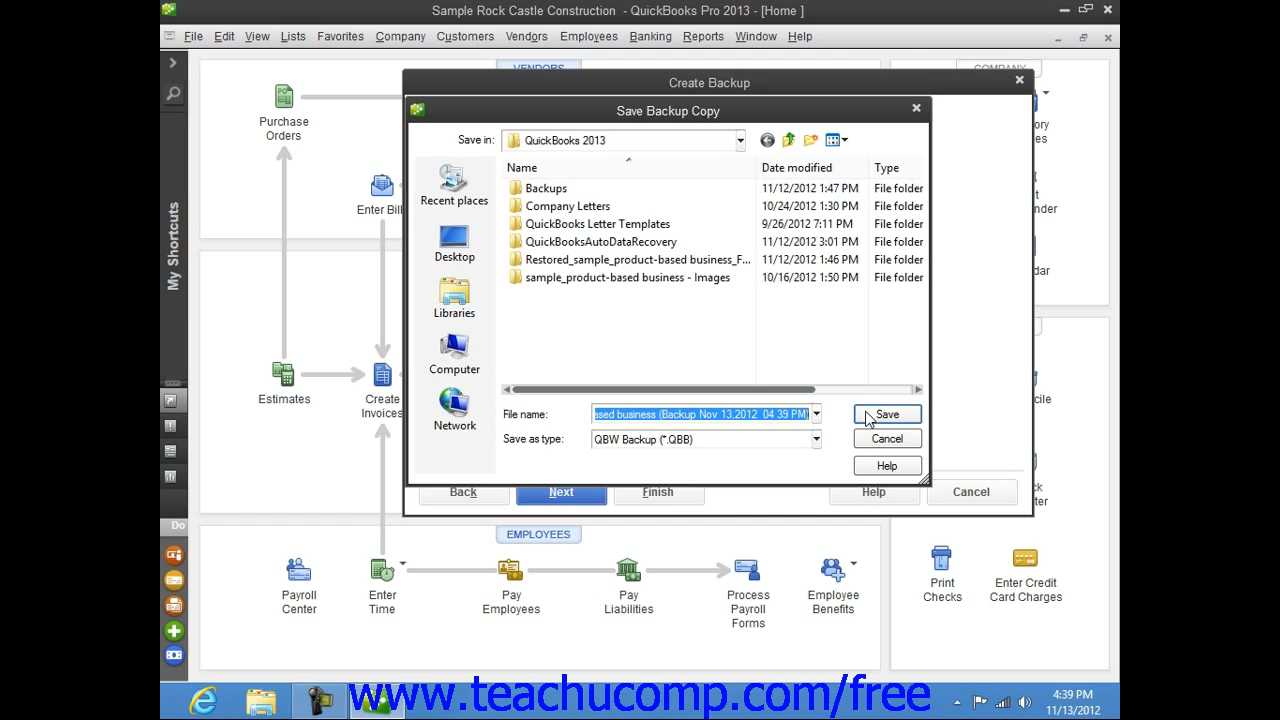 Sample Rock Castle Construction - QuickBooks Pro 2013 - [Home ]
File Edit View Lists Favorites Company Customers Vendors Employees Banking Reports Window Help
VENDORS
COMPANY
Create Backup
Save Backup Copy
Save in: QuickBooks 2013
Name Date modified Type
Backups 11/12/2012 1:47 PM File folder
Company Letters 10/24/2012 1:30 PM File folder
QuickBooks Letter Templates 9/26/2012 7:11 PM File folder
QuickBooksAutoDataRecovery 11/12/2012 3:01 PM File folder
Restored_sample_product-based business_F... 11/12/2012 1:46 PM File folder
sample_product-based business - Images 10/16/2012 1:50 PM File folder
Recent places
Desktop
Libraries
Computer
Network
File name: ased business (Backup Nov 13,2012 04 39 PM) Save
Save as type: QBW Backup (*.QBB) Cancel
Help
Back Next Finish Help Cancel
My Shortcuts
Do
PO
Purchase
Orders
Enter Bil
Estimates
Create
Invoices
EMPLOYEES
Payroll
Center
Enter
Time
Pay
Employees
Pay
Liabilities
Process
Payroll
Forms
Employee
Benefits
Print
Checks
Enter Credit
Card Charges
www.teachucomp.com/free
4:39 PM
11/13/2012